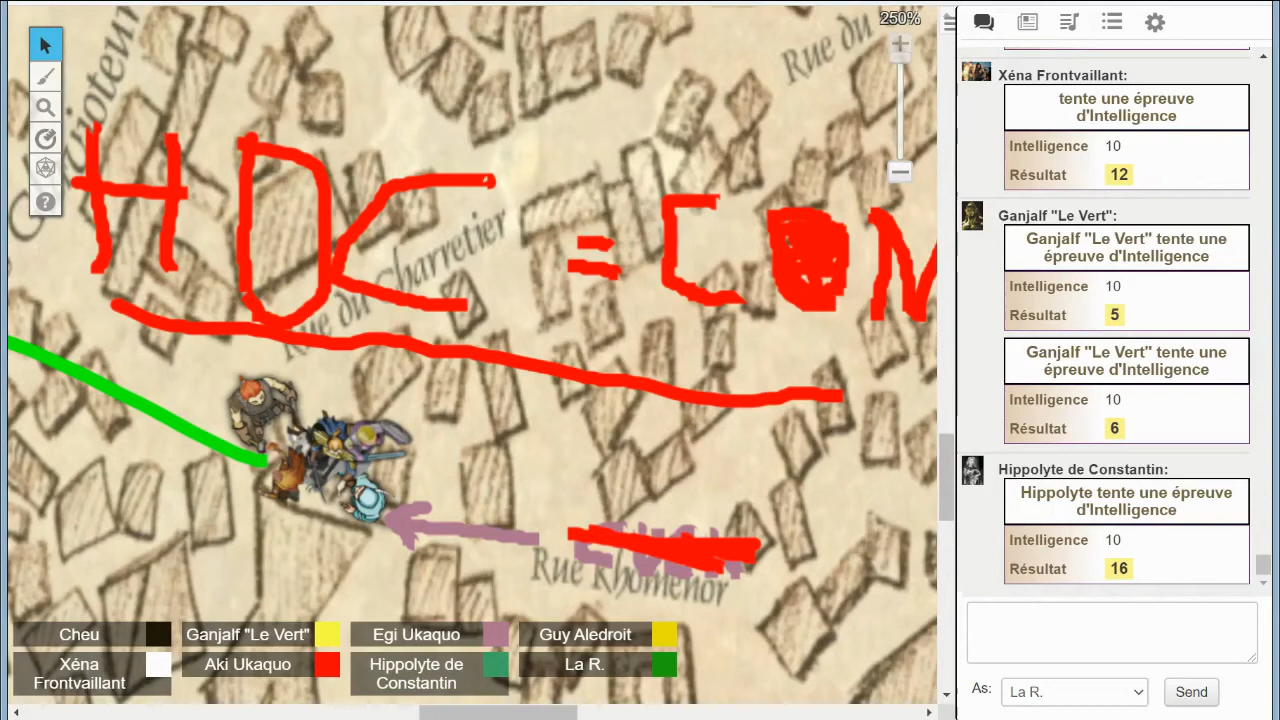 250%
Rue du
Rue du Charretier
HDC = CON
Rue Khomenor
Cheu
Ganjalf "Le Vert"
Egi Ukaquo
Guy Aledroit
Xéna Frontvaillant
Aki Ukaquo
Hippolyte de Constantin
La R.
Xéna Frontvaillant:
tente une épreuve
d'Intelligence
Intelligence 10
Résultat 12
Ganjalf "Le Vert":
Ganjalf "Le Vert" tente une
épreuve d'Intelligence
Intelligence 10
Résultat 5
Ganjalf "Le Vert" tente une
épreuve d'Intelligence
Intelligence 10
Résultat 6
Hippolyte de Constantin:
Hippolyte tente une épreuve
d'Intelligence
Intelligence 10
Résultat 16
As: La R. Send